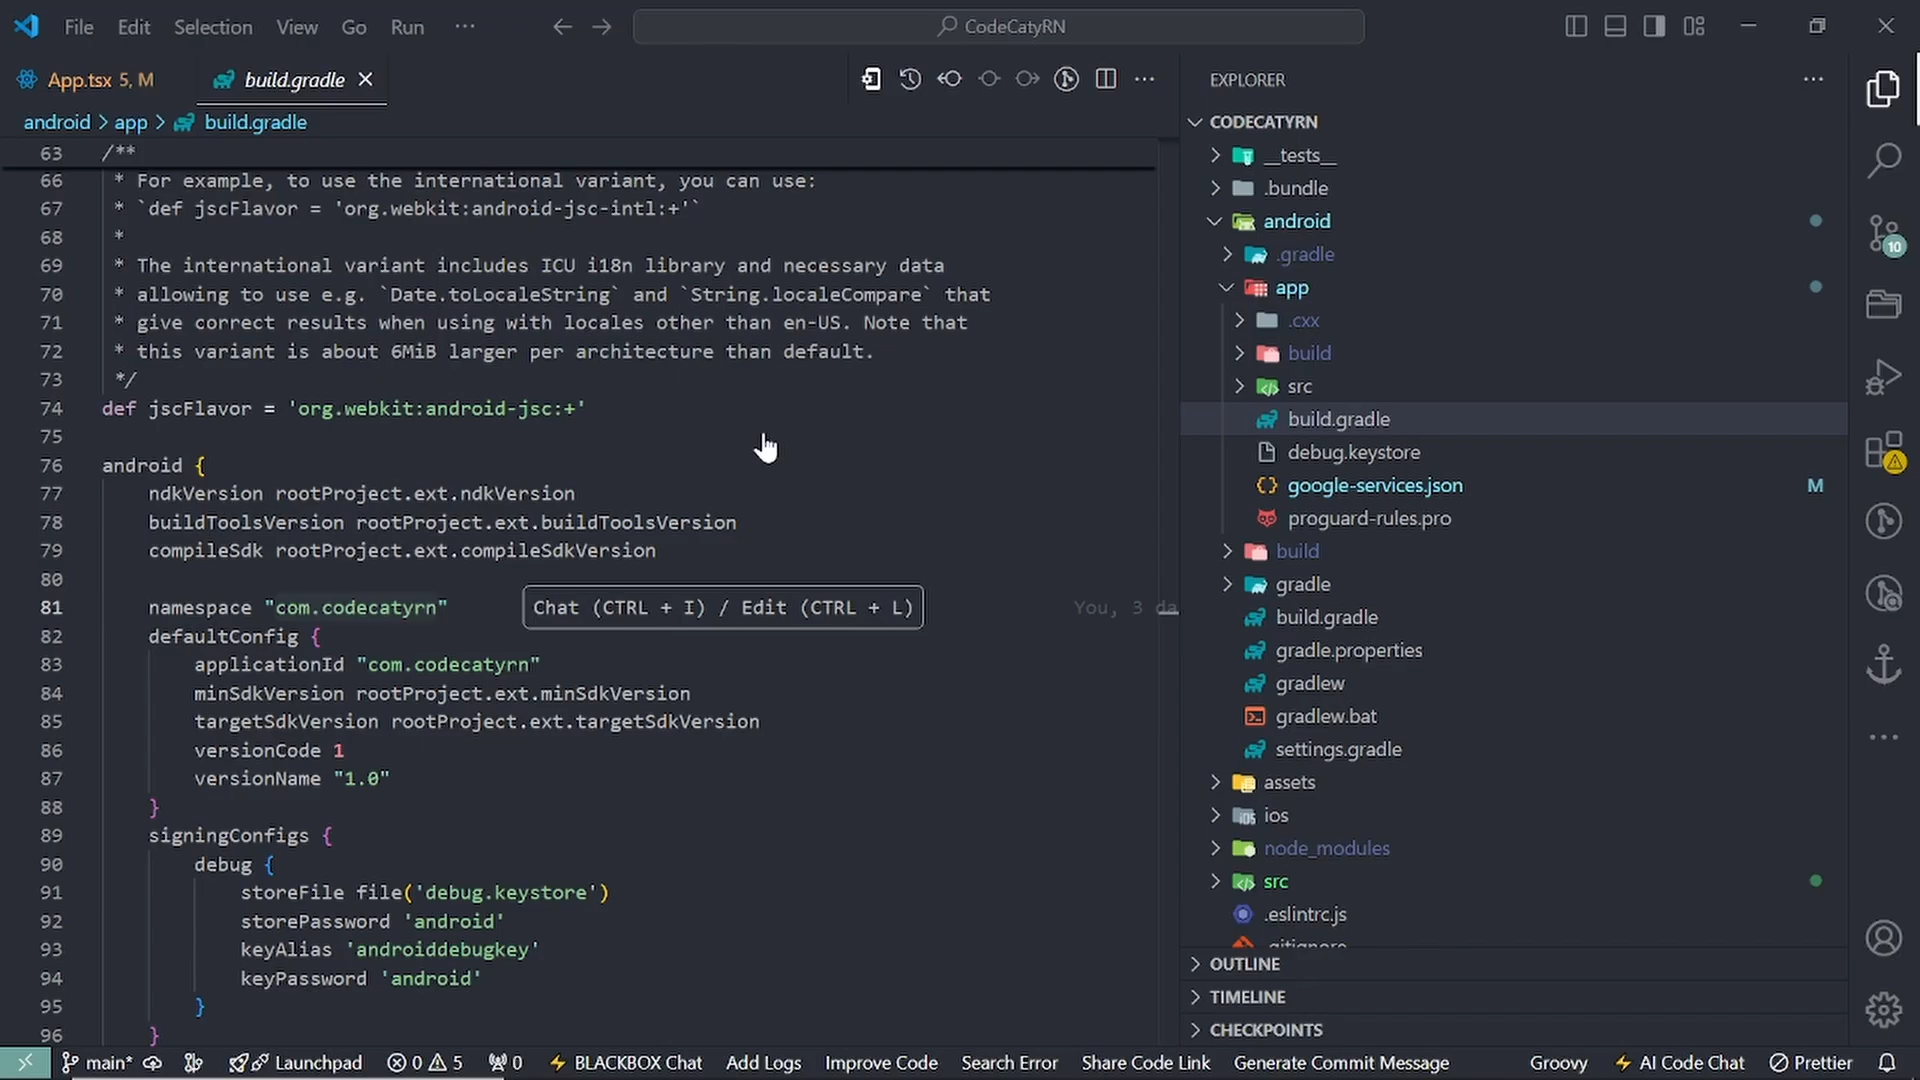 File Edit Selection View Go Run ··· CodeCatyRN
App.tsx 5, M build.gradle
android > app > build.gradle
63 /**
66 * For example, to use the international variant, you can use:
67 * `def jscFlavor = 'org.webkit:android-jsc-intl:+'`
68 *
69 * The international variant includes ICU i18n library and necessary data
70 * allowing to use e.g. `Date.toLocaleString` and `String.localeCompare` that
71 * give correct results when using with locales other than en-US. Note that
72 * this variant is about 6MiB larger per architecture than default.
73 */
74 def jscFlavor = 'org.webkit:android-jsc:+'
75
76 android {
77 ndkVersion rootProject.ext.ndkVersion
78 buildToolsVersion rootProject.ext.buildToolsVersion
79 compileSdk rootProject.ext.compileSdkVersion
80
81 namespace "com.codecatyrn" Chat (CTRL + I) / Edit (CTRL + L) You, 3 da
82 defaultConfig {
83 applicationId "com.codecatyrn"
84 minSdkVersion rootProject.ext.minSdkVersion
85 targetSdkVersion rootProject.ext.targetSdkVersion
86 versionCode 1
87 versionName "1.0"
88 }
89 signingConfigs {
90 debug {
91 storeFile file('debug.keystore')
92 storePassword 'android'
93 keyAlias 'androiddebugkey'
94 keyPassword 'android'
95 }
96 }
EXPLORER
CODECATYRN
__tests__
.bundle
android
.gradle
app
.cxx
build
src
build.gradle
debug.keystore
google-services.json M
proguard-rules.pro
build
gradle
build.gradle
gradle.properties
gradlew
gradlew.bat
settings.gradle
assets
ios
node_modules
src
.eslintrc.js
.gitignore
OUTLINE
TIMELINE
CHECKPOINTS
10
main* Launchpad 0 5 0 BLACKBOX Chat Add Logs Improve Code Search Error Share Code Link Generate Commit Message Groovy AI Code Chat Prettier